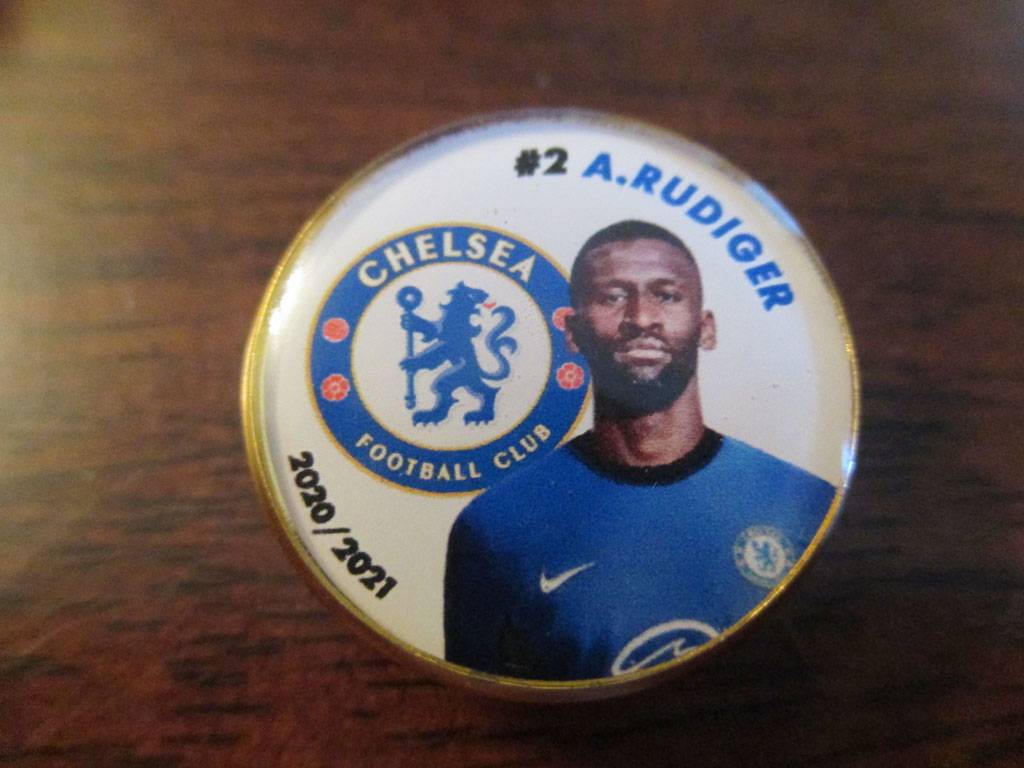 #2 A.RUDIGER
CHELSEA
FOOTBALL CLUB
2020/2021